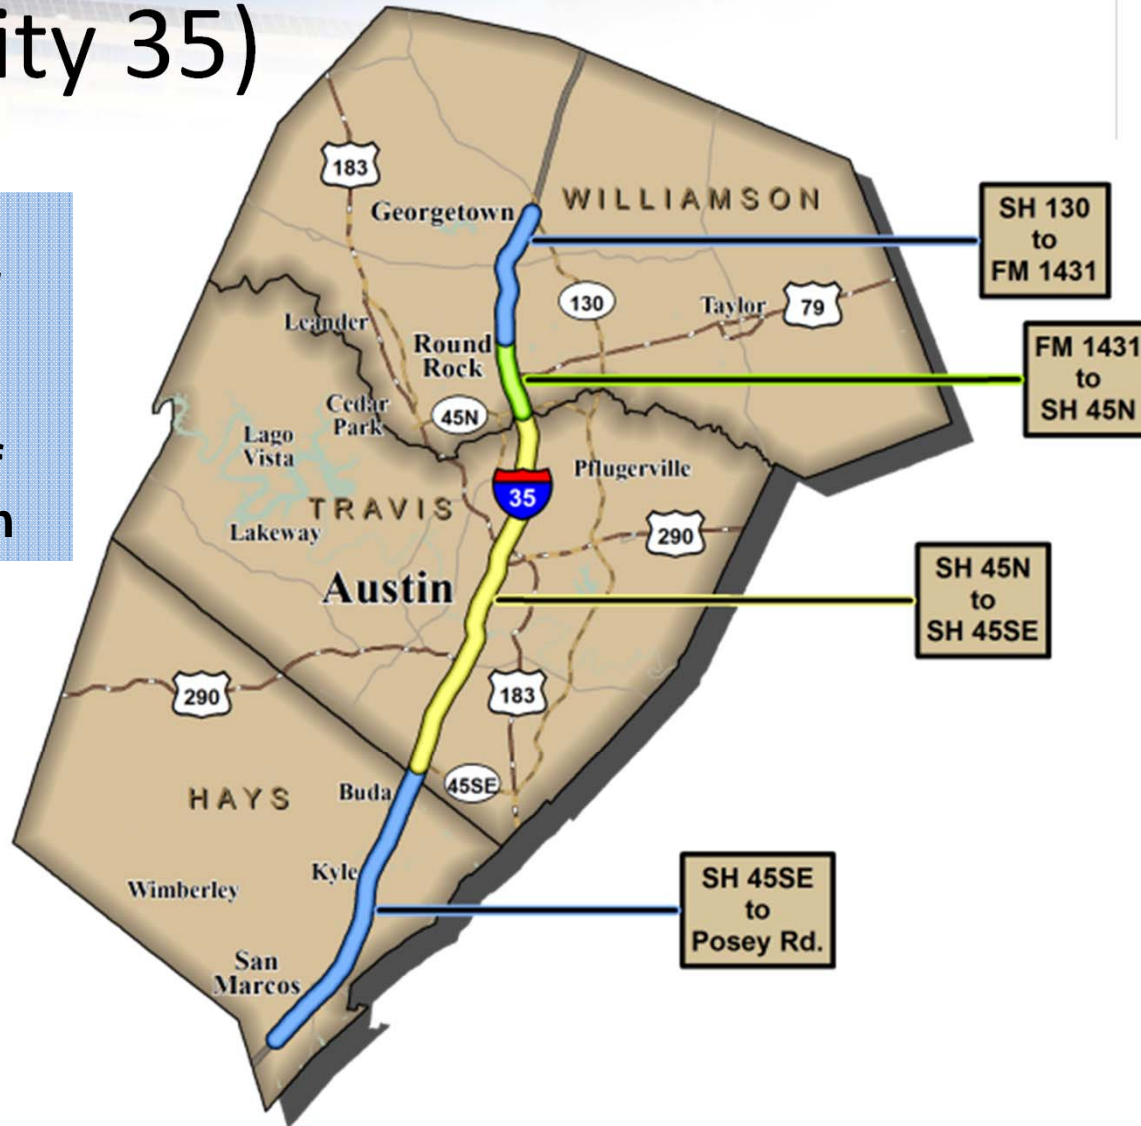 ity 35)
183
Georgetown
WILLIAMSON
SH 130
to
FM 1431
130
Taylor
79
Leander
Round
Rock
FM 1431
to
SH 45N
Cedar
Park
45N
Lago
Vista
Pflugerville
35
TRAVIS
Lakeway
290
Austin
SH 45N
to
SH 45SE
290
183
45SE
Buda
HAYS
Kyle
Wimberley
SH 45SE
to
Posey Rd.
San
Marcos